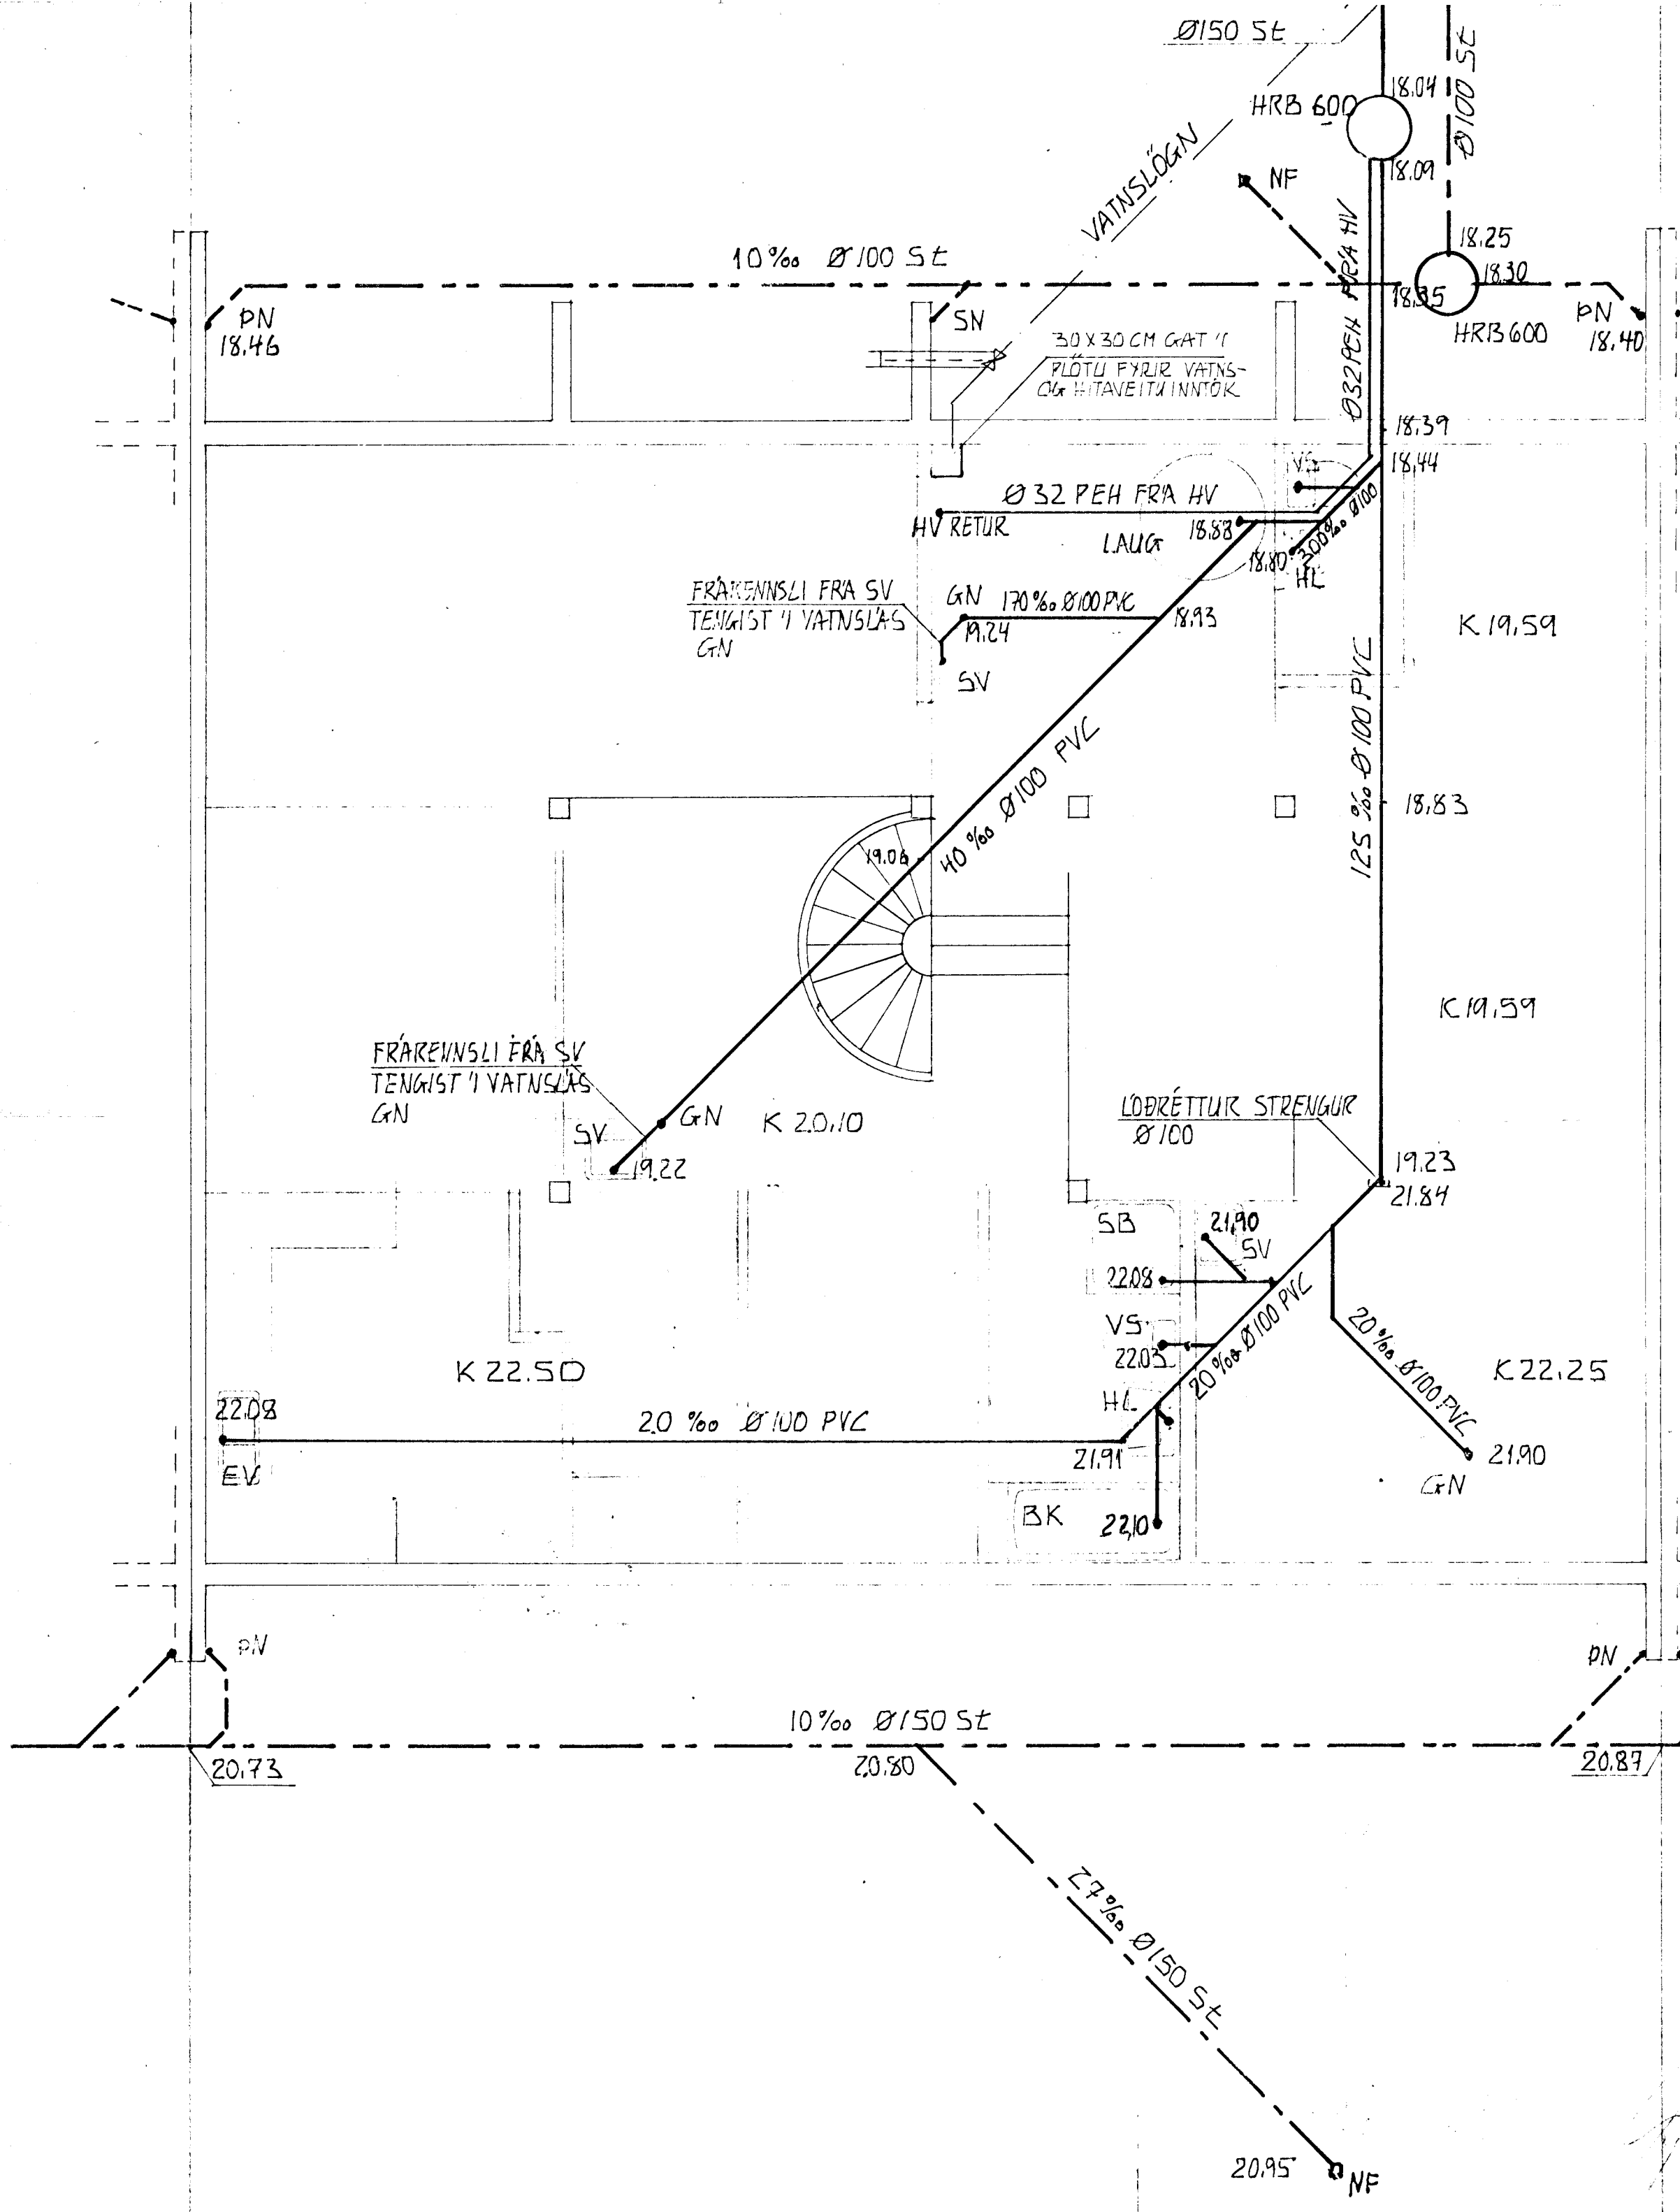 Ø150 St
18.04
HRB 600
Ø100 St
18.09
NF
VATNSLÖGN
Ø32 PEH FRÁ HV
10‰ Ø100 St
18.25
18.30
18.35
HRB 600
ÞN
18.40
ÞN
18.46
SN
30X30 CM GAT Í
PLÖTU FYRIR VATNS-
OG HITAVEITUINNTÖK
18.39
18.44
VS
Ø32 PEH FRÁ HV
HV RETUR
LAUG
18.88
18.80
300‰ Ø100
HL
FRÁRENNSLI FRÁ SV
TENGIST Í VATNSLÁS
GN
GN
170‰ Ø100 PVC
19.24
18.93
SV
K 19.59
125‰ Ø100 PVC
40‰ Ø100 PVC
18.83
19.06
K 19.59
FRÁRENNSLI FRÁ SV
TENGIST Í VATNSLÁS
GN
GN
K 20.10
SV
19.22
LÓÐRÉTTUR STRENGUR
Ø100
19.23
21.84
SB
21.90
SV
22.08
VS
22.03
20‰ Ø100 PVC
20‰ Ø100 PVC
K 22.50
K 22.25
HL
22.08
20‰ Ø100 PVC
21.91
EV
21.90
GN
BK
22.10
ÞN
ÞN
10‰ Ø150 St
20.73
20.80
20.87
27‰ Ø150 St
20.95
NF